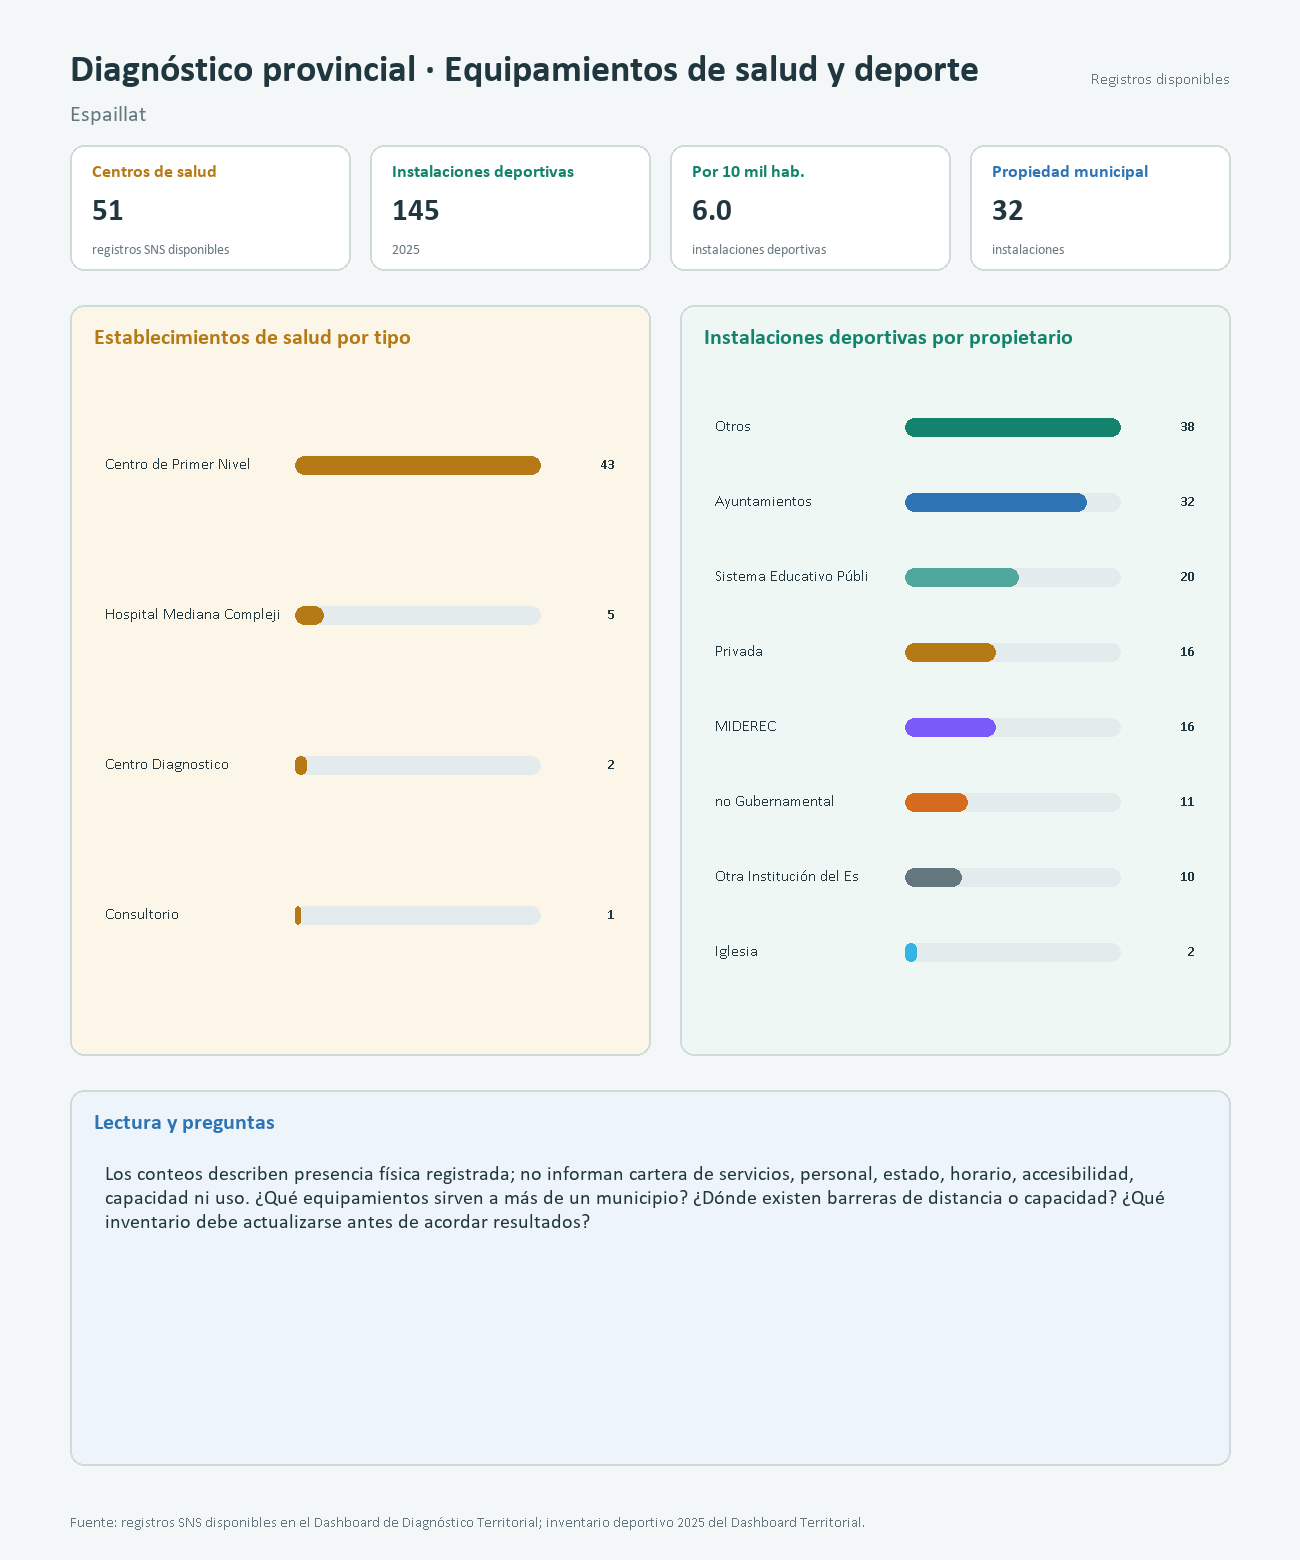 Diagnóstico provincial · Equipamientos de salud y deporte
Registros disponibles
Espaillat
Centros de salud
51
registros SNS disponibles
Instalaciones deportivas
145
2025
Por 10 mil hab.
6.0
instalaciones deportivas
Propiedad municipal
32
instalaciones
Establecimientos de salud por tipo
Centro de Primer Nivel 43
Hospital Mediana Compleji 5
Centro Diagnostico 2
Consultorio 1
Instalaciones deportivas por propietario
Otros 38
Ayuntamientos 32
Sistema Educativo Públi 20
Privada 16
MIDEREC 16
no Gubernamental 11
Otra Institución del Es 10
Iglesia 2
Lectura y preguntas
Los conteos describen presencia física registrada; no informan cartera de servicios, personal, estado, horario, accesibilidad,
capacidad ni uso. ¿Qué equipamientos sirven a más de un municipio? ¿Dónde existen barreras de distancia o capacidad? ¿Qué
inventario debe actualizarse antes de acordar resultados?
Fuente: registros SNS disponibles en el Dashboard de Diagnóstico Territorial; inventario deportivo 2025 del Dashboard Territorial.